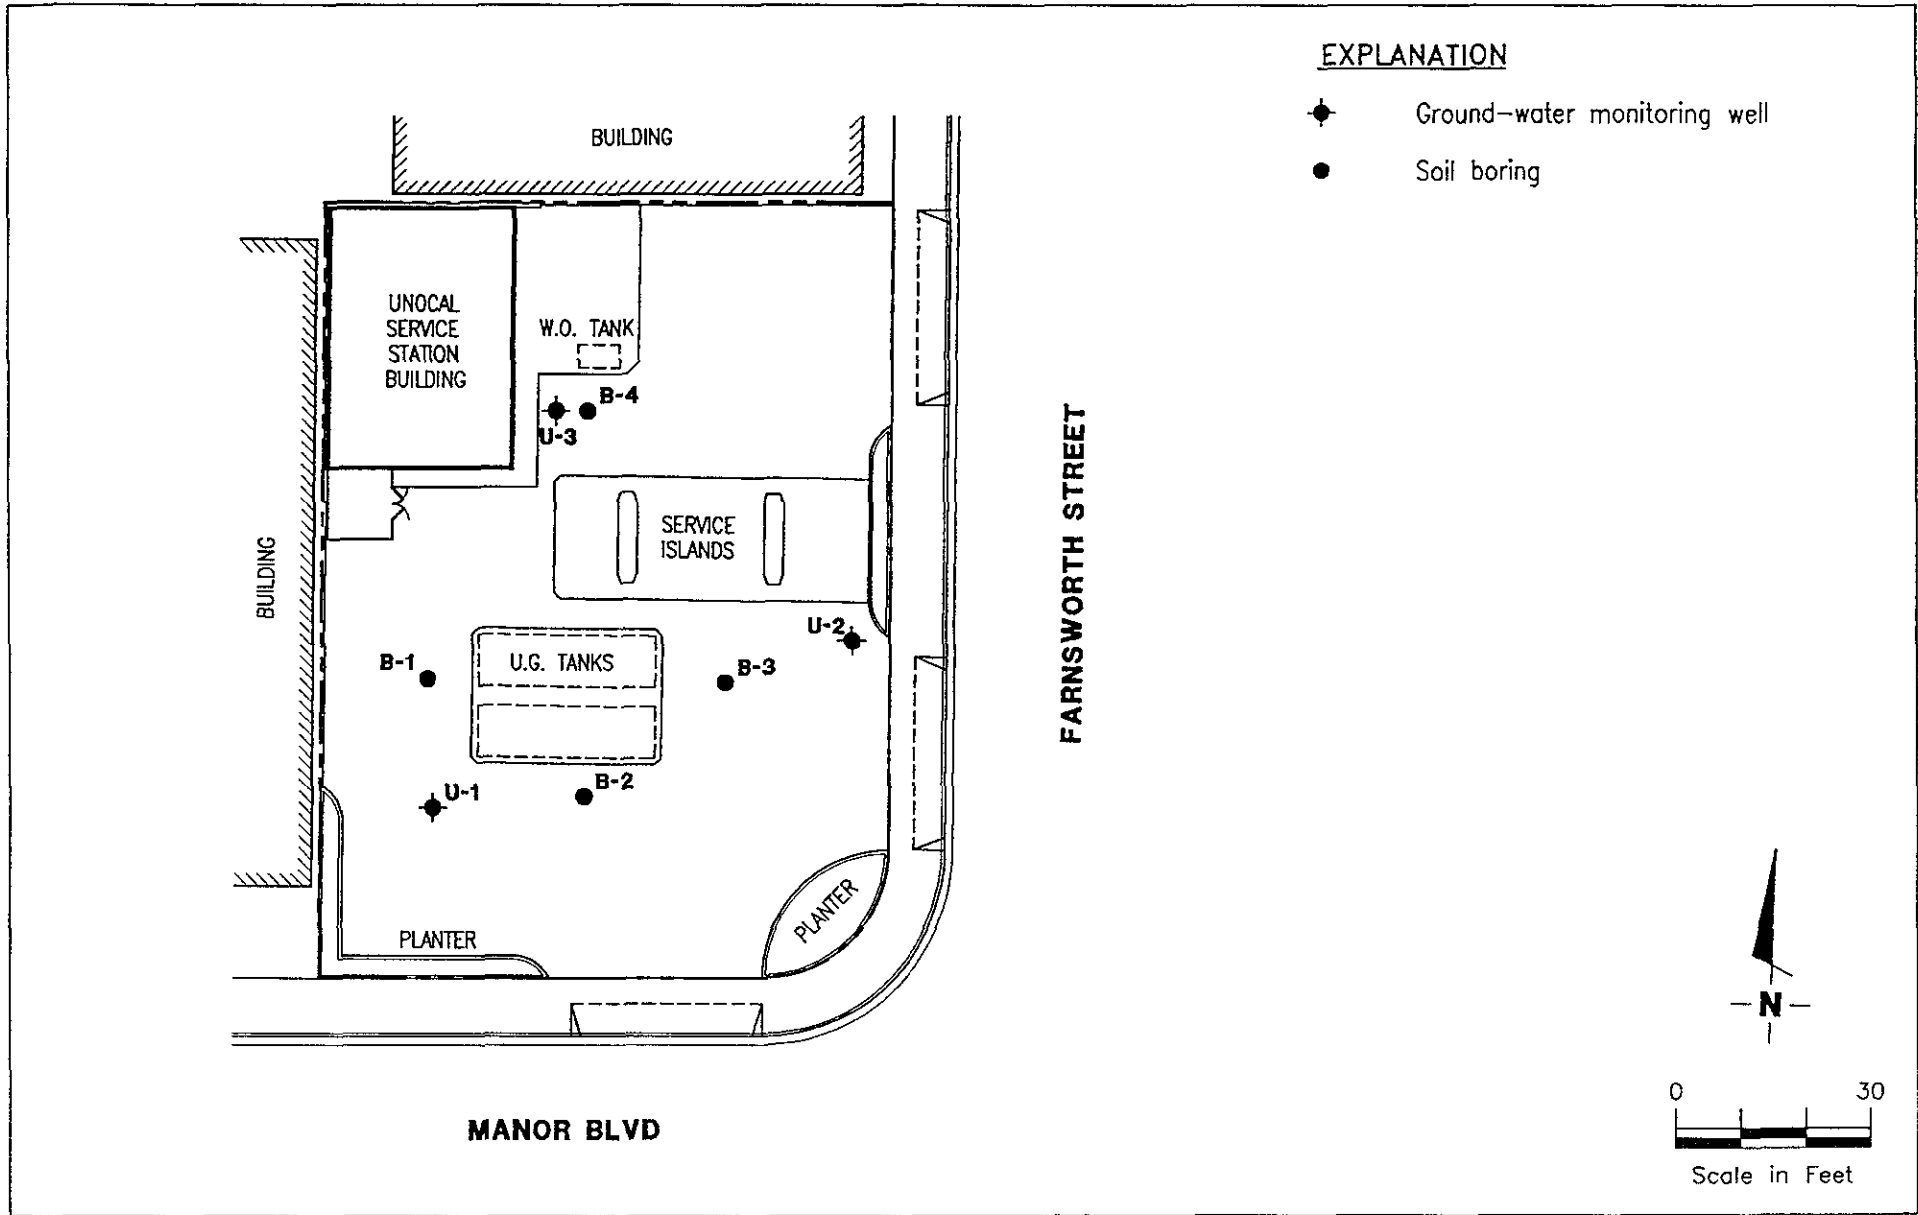 EXPLANATION
Ground-water monitoring well
Soil boring
BUILDING
UNOCAL
SERVICE
STATION
BUILDING
W.O. TANK
B-4
U-3
SERVICE
ISLANDS
FARNSWORTH STREET
BUILDING
U-2
B-1
U.G. TANKS
B-3
U-1
B-2
PLANTER
PLANTER
N
MANOR BLVD
0 30
Scale in Feet